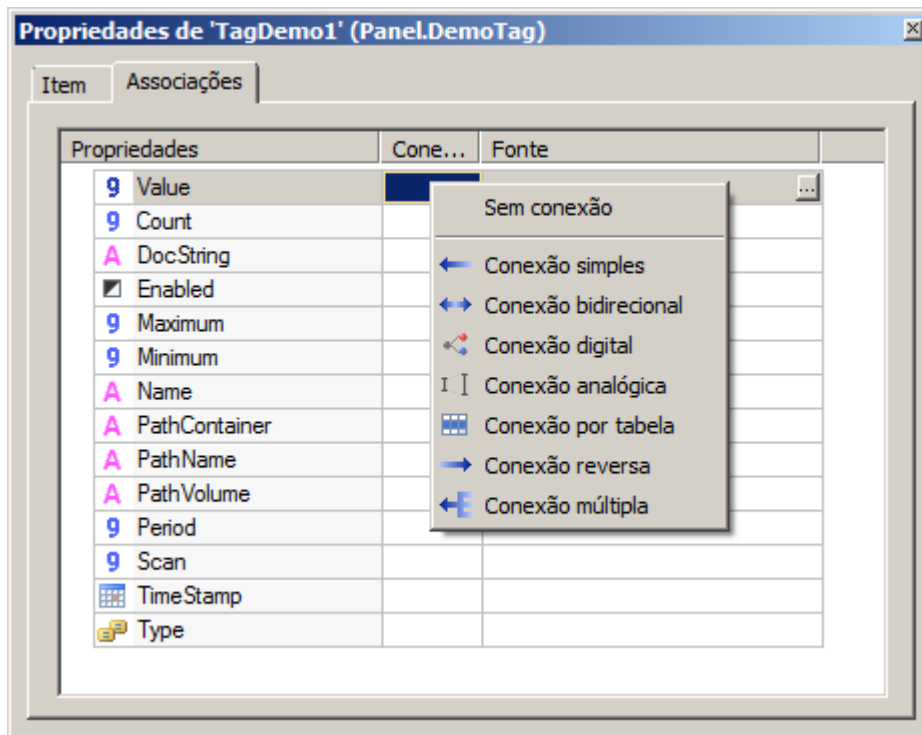 Propriedades de 'TagDemo1' (Panel.DemoTag)
Item Associações
Propriedades Cone... Fonte
Value ...
Count
DocString
Enabled
Maximum
Minimum
Name
PathContainer
PathName
PathVolume
Period
Scan
TimeStamp
Type
Sem conexão
Conexão simples
Conexão bidirecional
Conexão digital
Conexão analógica
Conexão por tabela
Conexão reversa
Conexão múltipla